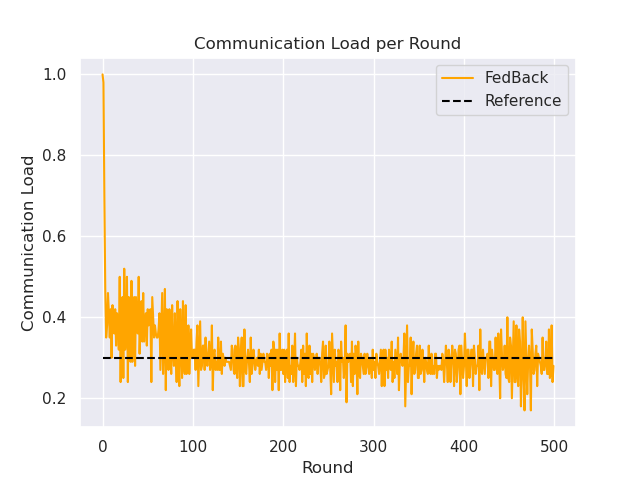 Communication Load per Round
FedBack
Reference
1.0
0.8
0.6
0.4
0.2
Communication Load
0 100 200 300 400 500
Round